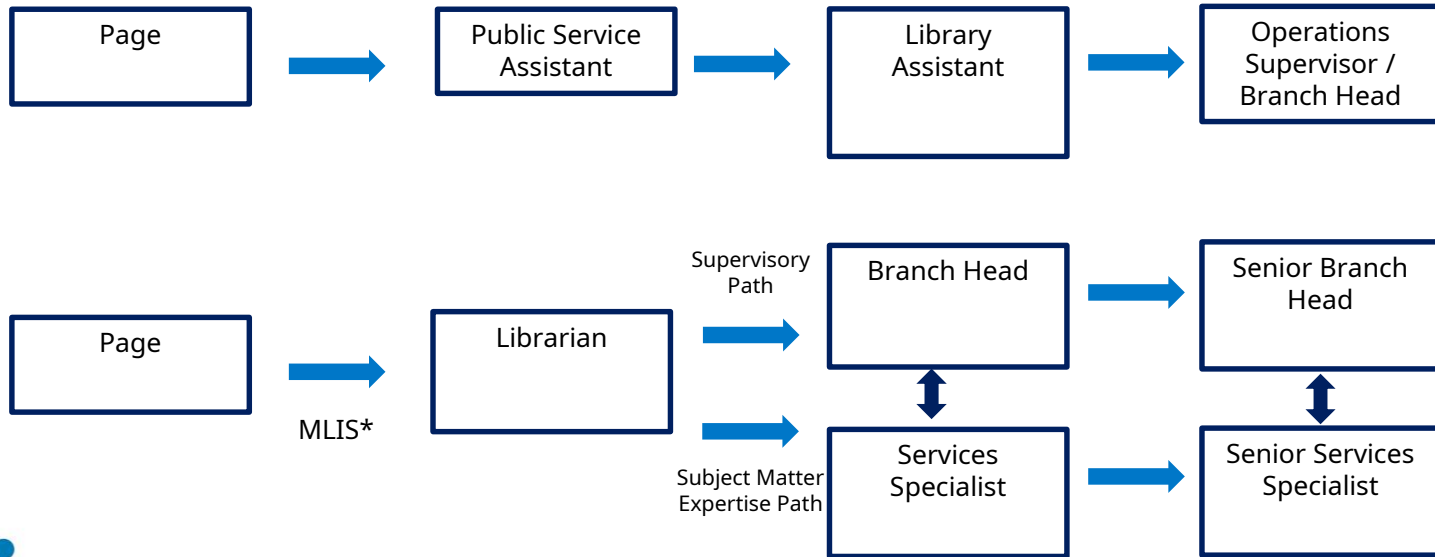 Page
Public Service
Assistant
Library
Assistant
Operations
Supervisor /
Branch Head
Page
MLIS*
Librarian
Supervisory
Path
Branch Head
Senior Branch
Head
Subject Matter
Expertise Path
Services
Specialist
Senior Services
Specialist